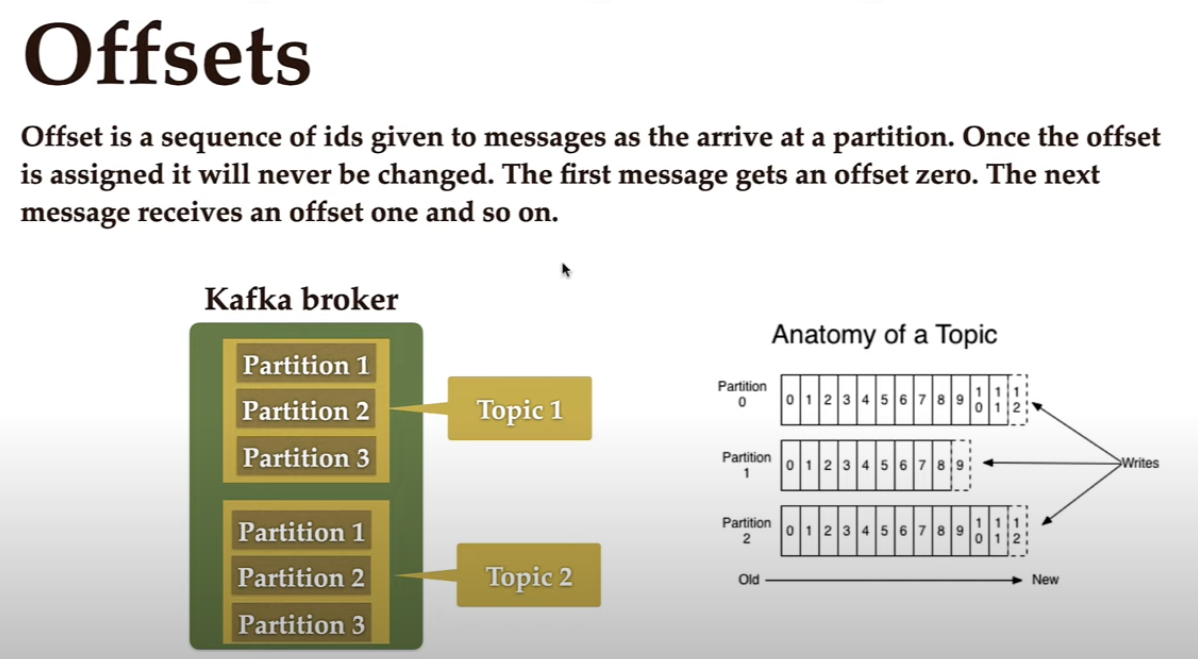 Offsets
Offset is a sequence of ids given to messages as the arrive at a partition. Once the offset
is assigned it will never be changed. The first message gets an offset zero. The next
message receives an offset one and so on.
Kafka broker
Partition 1
Partition 2
Partition 3
Topic 1
Partition 1
Partition 2
Partition 3
Topic 2
Anatomy of a Topic
Partition
0
0 1 2 3 4 5 6 7 8 9 10 11 12
Partition
1
0 1 2 3 4 5 6 7 8 9
Partition
2
0 1 2 3 4 5 6 7 8 9 10 11 12
Writes
Old
New